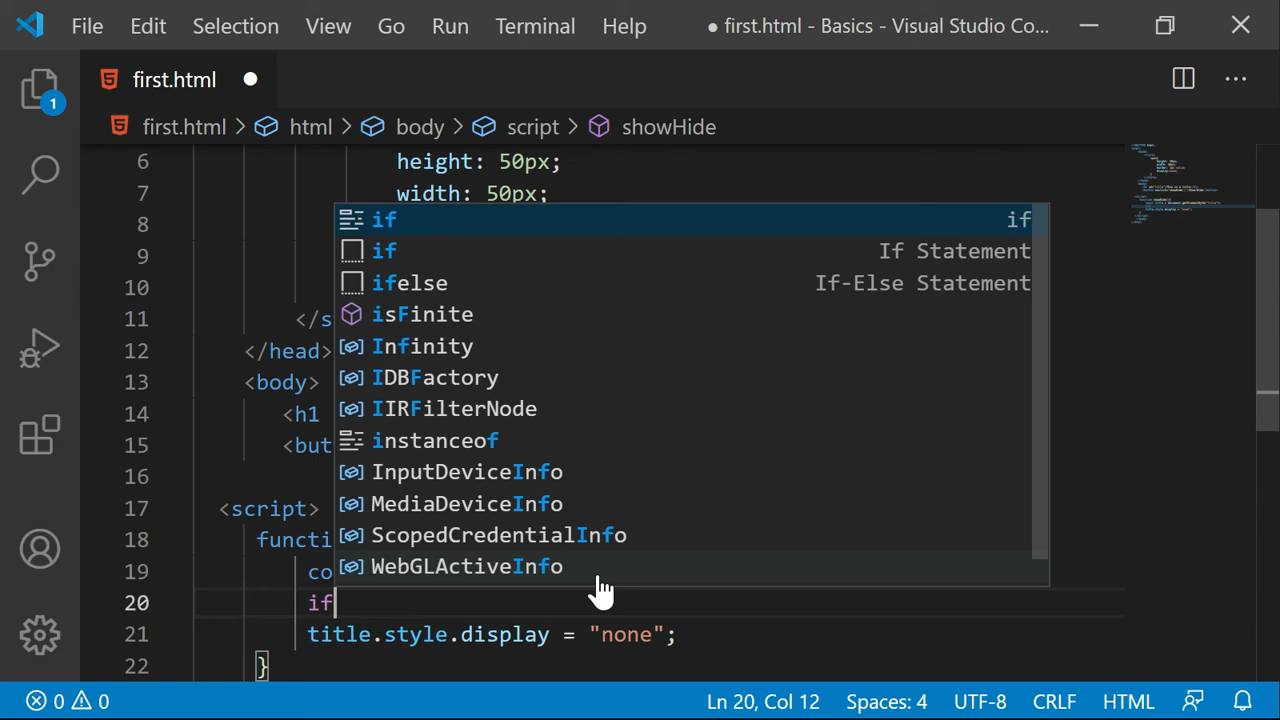 File Edit Selection View Go Run Terminal Help ● first.html - Basics - Visual Studio Co...
1
first.html
first.html > html > body > script > showHide
6 height: 50px;
7 width: 50px;
8
9
10
11 </s
12 </head>
13 <body>
14 <h1
15 <but
16
17 <script>
18 functi
19 co
20 if
21 title.style.display = "none";
22 }
if if
if If Statement
ifelse If-Else Statement
isFinite
Infinity
IDBFactory
IIRFilterNode
instanceof
InputDeviceInfo
MediaDeviceInfo
ScopedCredentialInfo
WebGLActiveInfo
0 0 Ln 20, Col 12 Spaces: 4 UTF-8 CRLF HTML